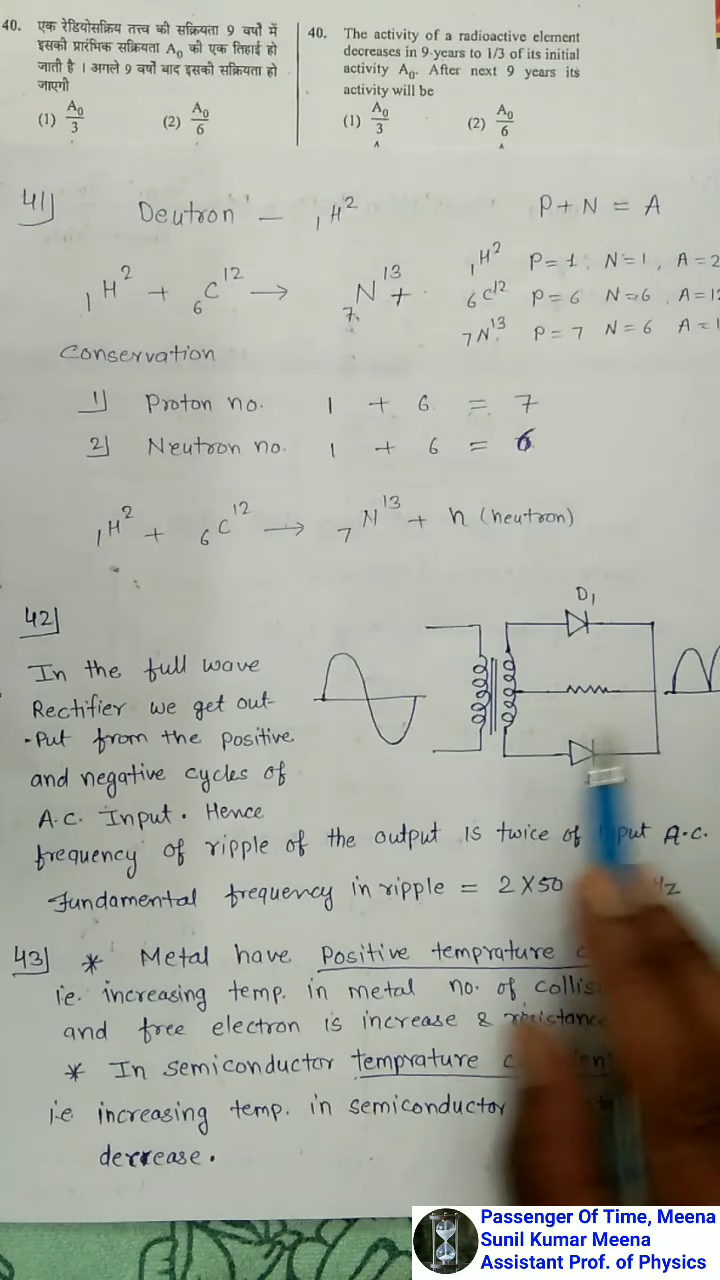 40. एक रेडियोसक्रिय तत्त्व की सक्रियता 9 वर्षों में
इसकी प्रारंभिक सक्रियता A₀ की एक तिहाई हो
जाती है । अगले 9 वर्षों बाद इसकी सक्रियता हो
जाएगी
(1) A₀/3 (2) A₀/6
40. The activity of a radioactive element
decreases in 9 years to 1/3 of its initial
activity A₀. After next 9 years its
activity will be
(1) A₀/3 (2) A₀/6
41] Deutron – ₁H² P+N = A
₁H² + ₆C¹² → ₇N¹³ +
₁H² P=1 N=1, A=2
₆C¹² P=6 N=6, A=1
₇N¹³ P=7 N=6 A=1
Conservation
1] Proton no. 1 + 6 = 7
2] Neutron no. 1 + 6 = 6
₁H² + ₆C¹² → ₇N¹³ + n (neutron)
42]
D₁
In the full wave
Rectifier we get out-
-Put from the positive
and negative cycles of
A.C. Input. Hence
frequency of ripple of the output is twice of A.C.
Fundamental frequency in ripple = 2×50 Hz
43] * Metal have Positive temprature
i.e. increasing temp. in metal no. of
and free electron is increase & resistance
* In semiconductor temprature
i.e increasing temp. in semiconductor
derrease.
Passenger Of Time, Meena
Sunil Kumar Meena
Assistant Prof. of Physics